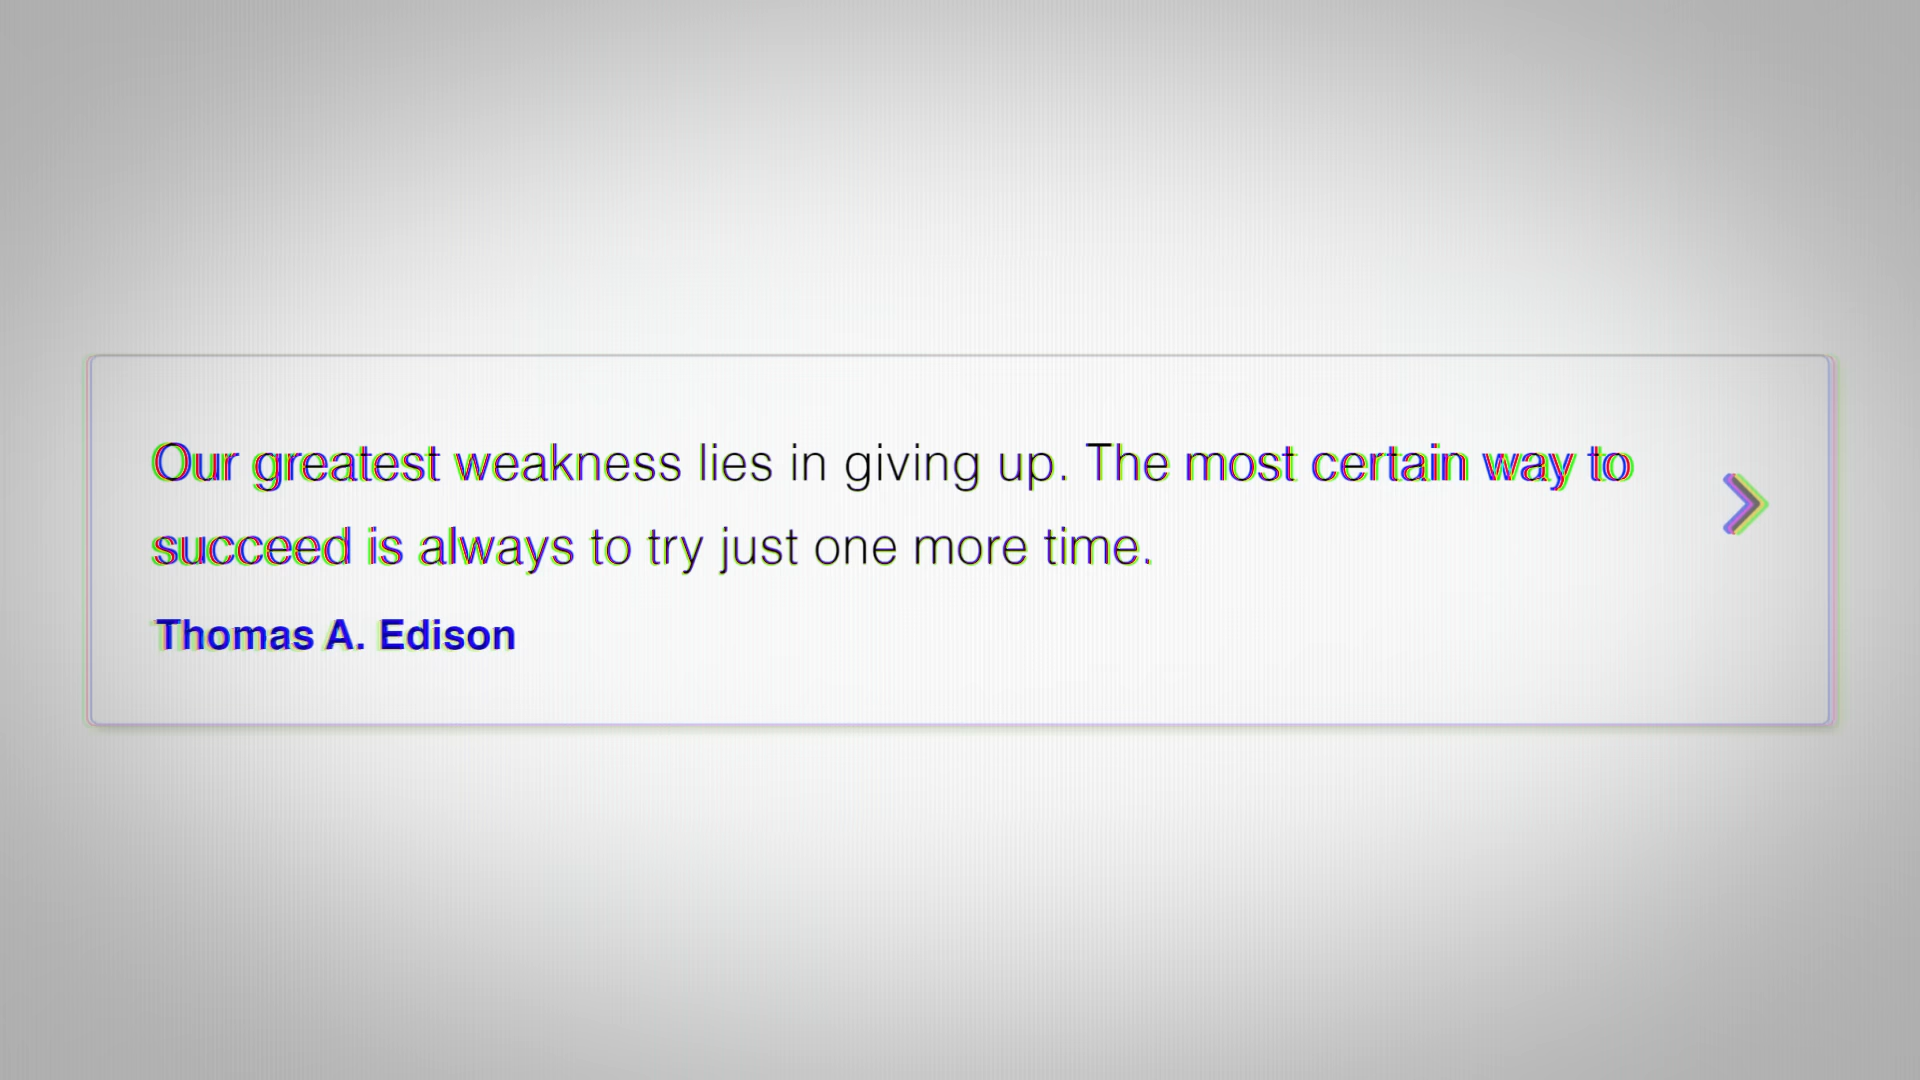 Our greatest weakness lies in giving up. The most certain way to
succeed is always to try just one more time.
Thomas A. Edison